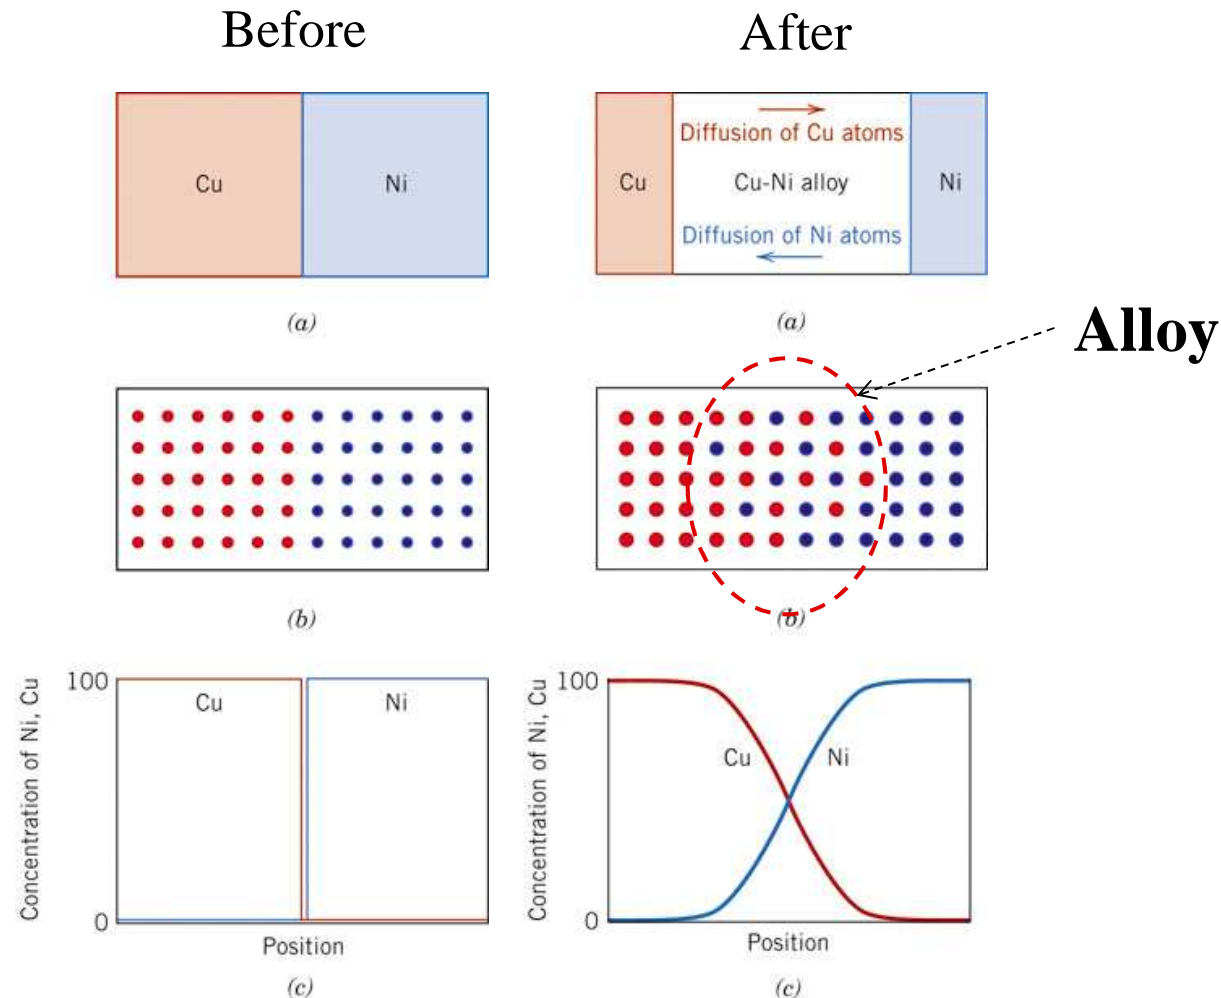 Before
After
Cu
Ni
Cu
Diffusion of Cu atoms
Cu-Ni alloy
Diffusion of Ni atoms
Ni
(a)
(a)
Alloy
(b)
(b)
Concentration of Ni, Cu
100
0
Cu
Ni
Position
(c)
Concentration of Ni, Cu
100
0
Cu
Ni
Position
(c)